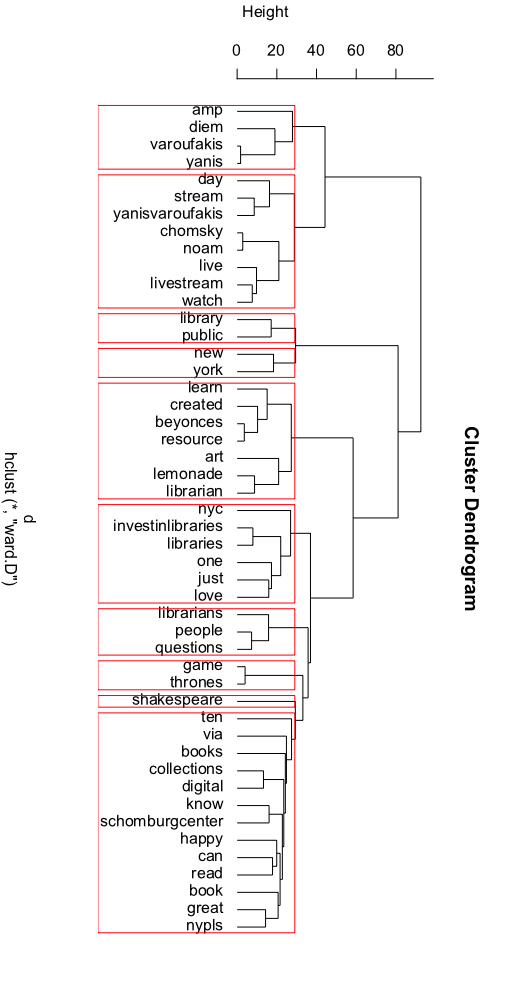 Height
0 20 40 60 80
amp
diem
varoufakis
yanis
day
stream
yanisvaroufakis
chomsky
noam
live
livestream
watch
library
public
new
york
learn
created
beyonces
resource
art
lemonade
librarian
nyc
investinlibraries
libraries
one
just
love
librarians
people
questions
game
thrones
shakespeare
ten
via
books
collections
digital
know
schomburgcenter
happy
can
read
book
great
nypls
Cluster Dendrogram
d
hclust (*, "ward.D")